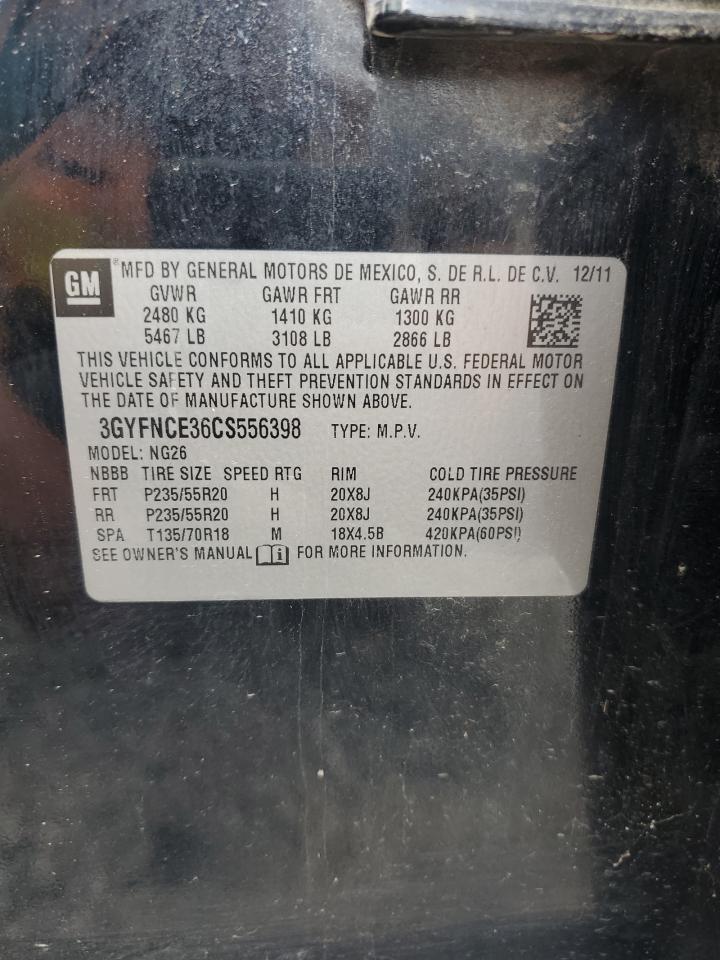 GM ® MFD BY GENERAL MOTORS DE MEXICO, S. DE R.L. DE C.V. 12/11
GVWR GAWR FRT GAWR RR
2480 KG 1410 KG 1300 KG
5467 LB 3108 LB 2866 LB
THIS VEHICLE CONFORMS TO ALL APPLICABLE U.S. FEDERAL MOTOR
VEHICLE SAFETY AND THEFT PREVENTION STANDARDS IN EFFECT ON
THE DATE OF MANUFACTURE SHOWN ABOVE.
3GYFNCE36CS556398 TYPE: M.P.V.
MODEL: NG26
NBBB TIRE SIZE SPEED RTG RIM COLD TIRE PRESSURE
FRT P235/55R20 H 20X8J 240KPA(35PSI)
RR P235/55R20 H 20X8J 240KPA(35PSI)
SPA T135/70R18 M 18X4.5B 420KPA(60PSI)
SEE OWNER'S MANUAL i FOR MORE INFORMATION.